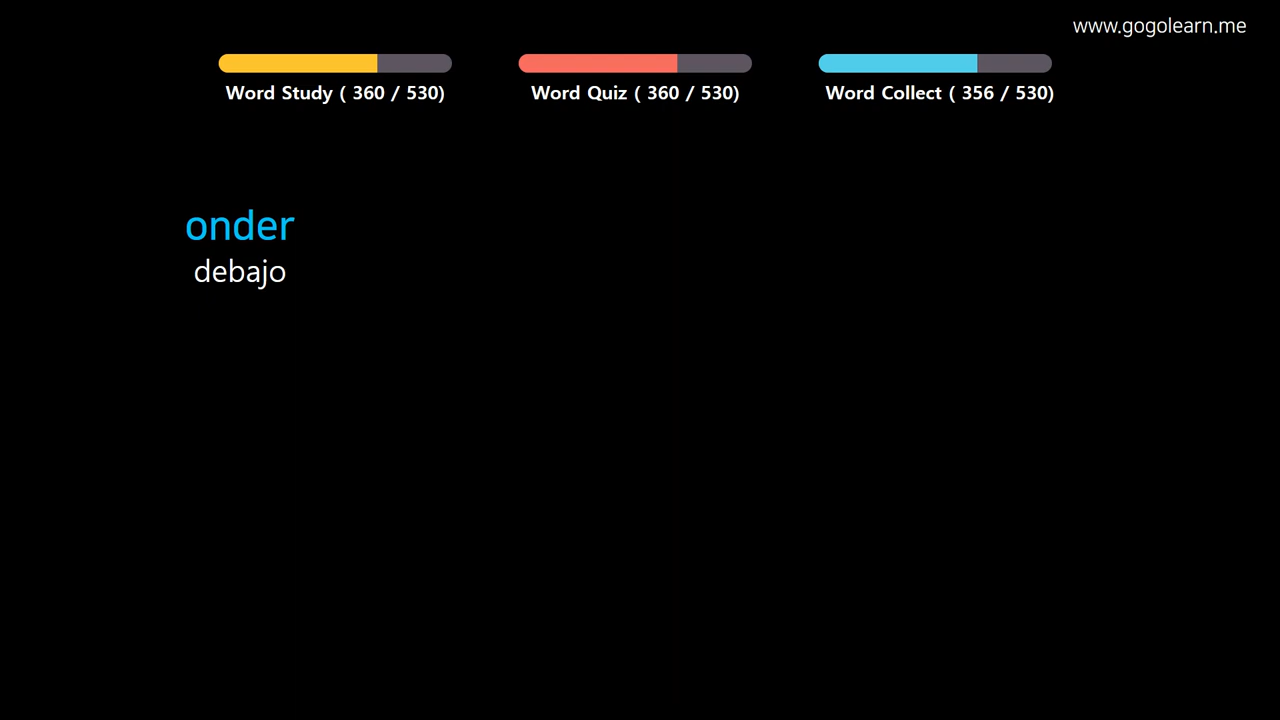 www.gogolearn.me
Word Study ( 360 / 530)
Word Quiz ( 360 / 530)
Word Collect ( 356 / 530)
onder
debajo